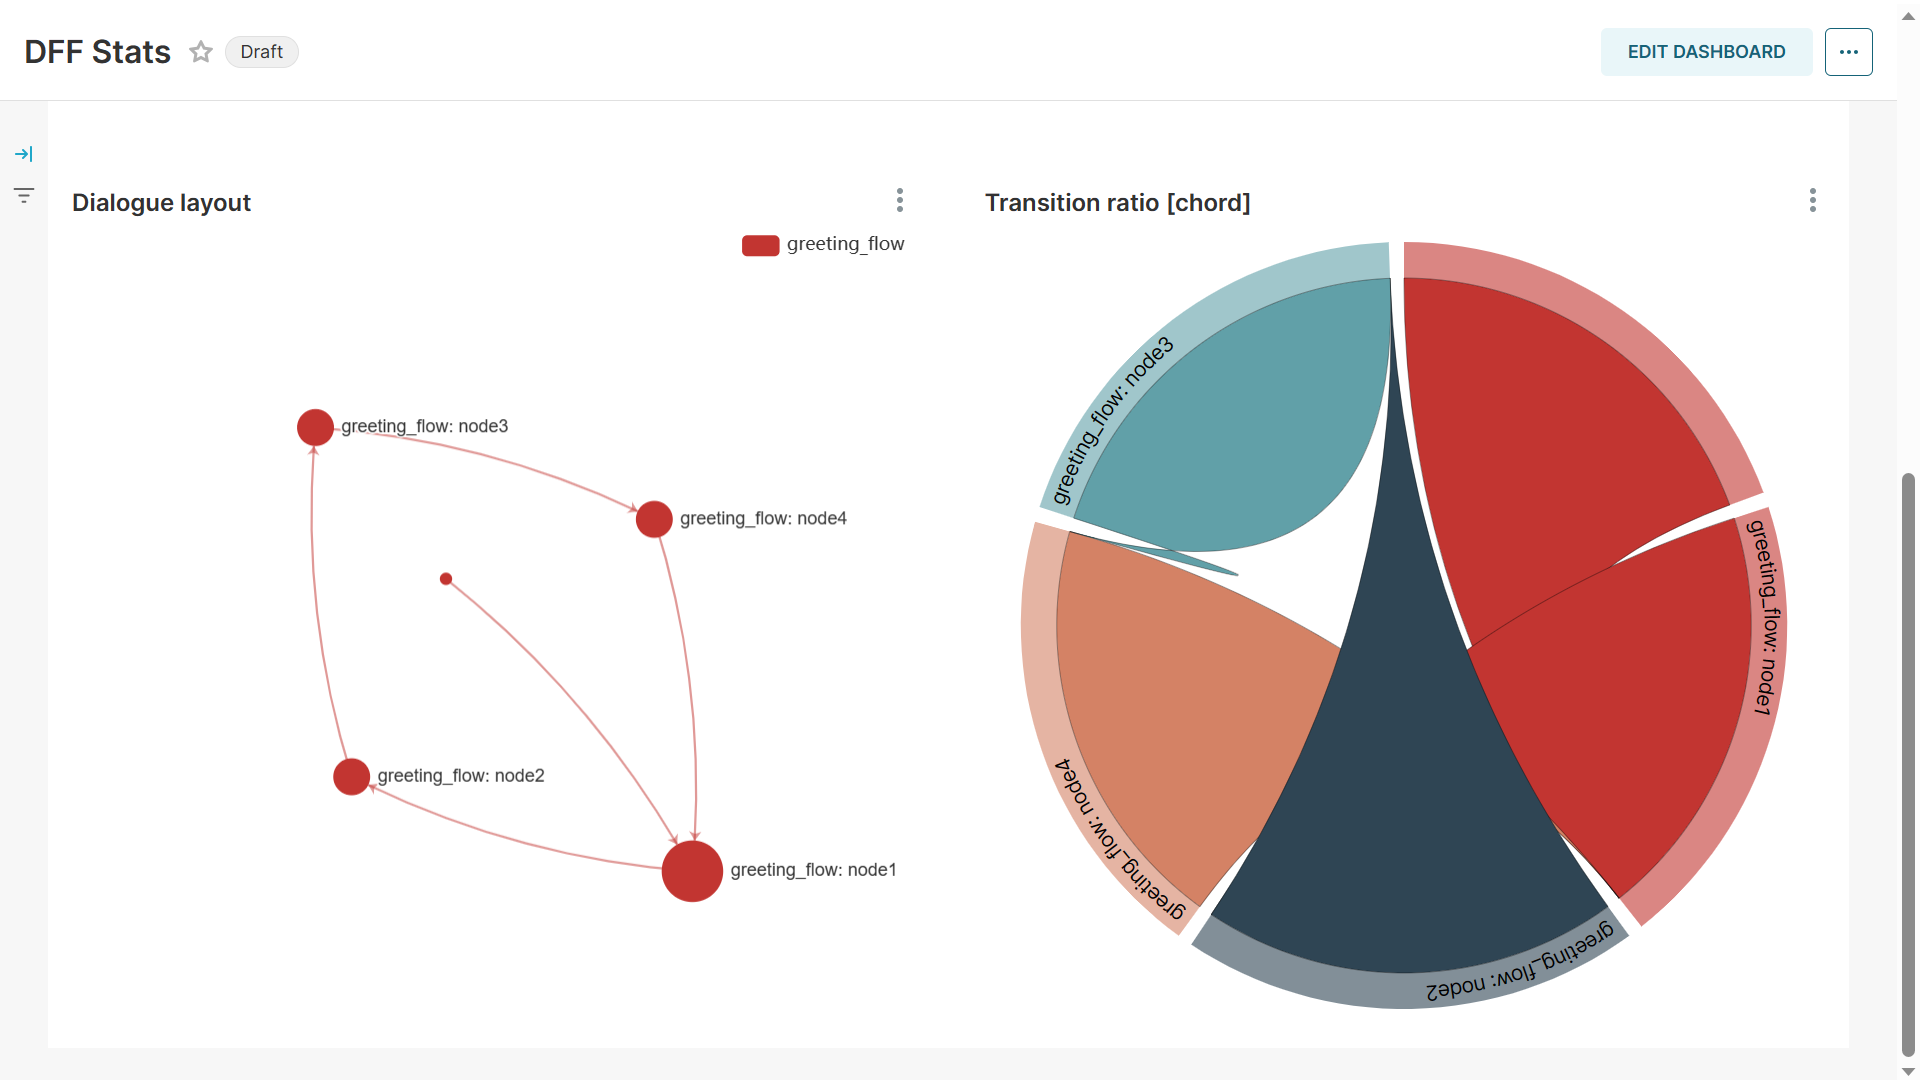 DFF Stats
Draft
EDIT DASHBOARD
Dialogue layout
greeting_flow
greeting_flow: node3
greeting_flow: node4
greeting_flow: node2
greeting_flow: node1
Transition ratio [chord]
greeting_flow: node3
greeting_flow: node1
greeting_flow: node4
greeting_flow: node2